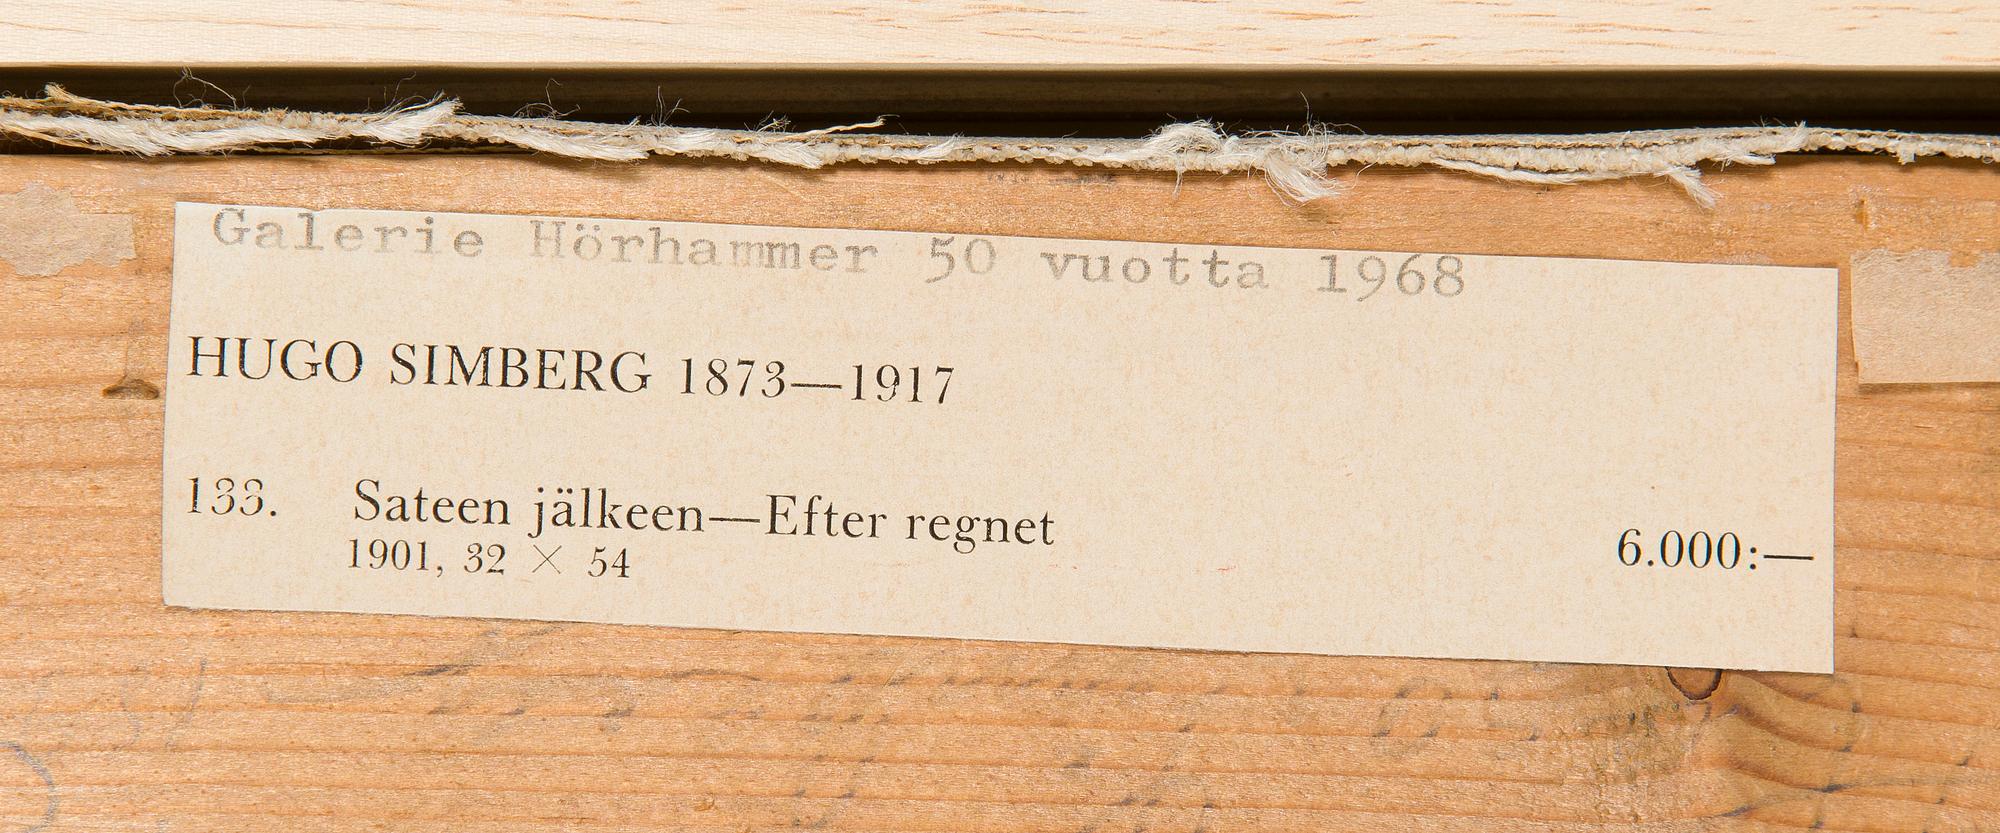 Galerie Hörhammer 50 vuotta 1968
HUGO SIMBERG 1873—1917
133. Sateen jälkeen—Efter regnet 6.000:—
1901, 32 × 54